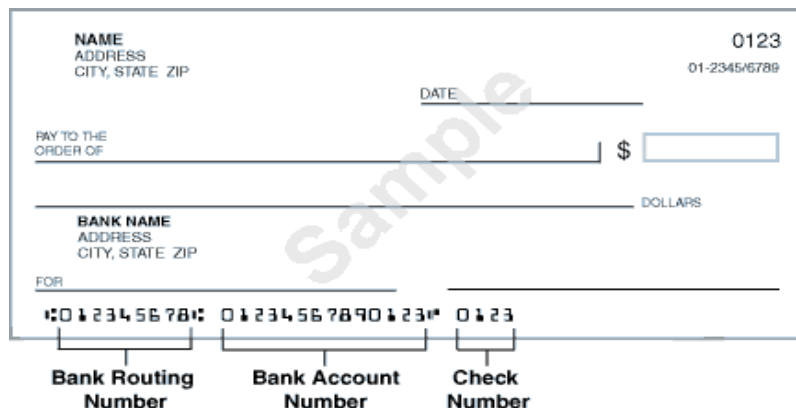 NAME
ADDRESS
CITY, STATE ZIP
0123
01-2345/6789
DATE
PAY TO THE
ORDER OF
$
DOLLARS
BANK NAME
ADDRESS
CITY, STATE ZIP
FOR
Sample
⑆012345678⑆ 01234567890123⑈ 0123
Bank Routing
Number
Bank Account
Number
Check
Number